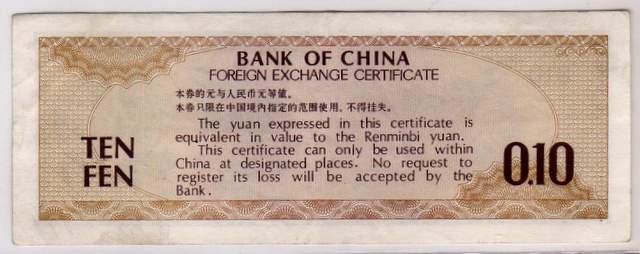 BANK OF CHINA
FOREIGN EXCHANGE CERTIFICATE
本券的元与人民币元等值。
本券只限在中国境内指定的范围使用，不得挂失。
The yuan expressed in this certificate is
equivalent in value to the Renminbi yuan.
This certificate can only be used within
China at designated places. No request to
register its loss will be accepted by the
Bank.
TEN
FEN
0.10